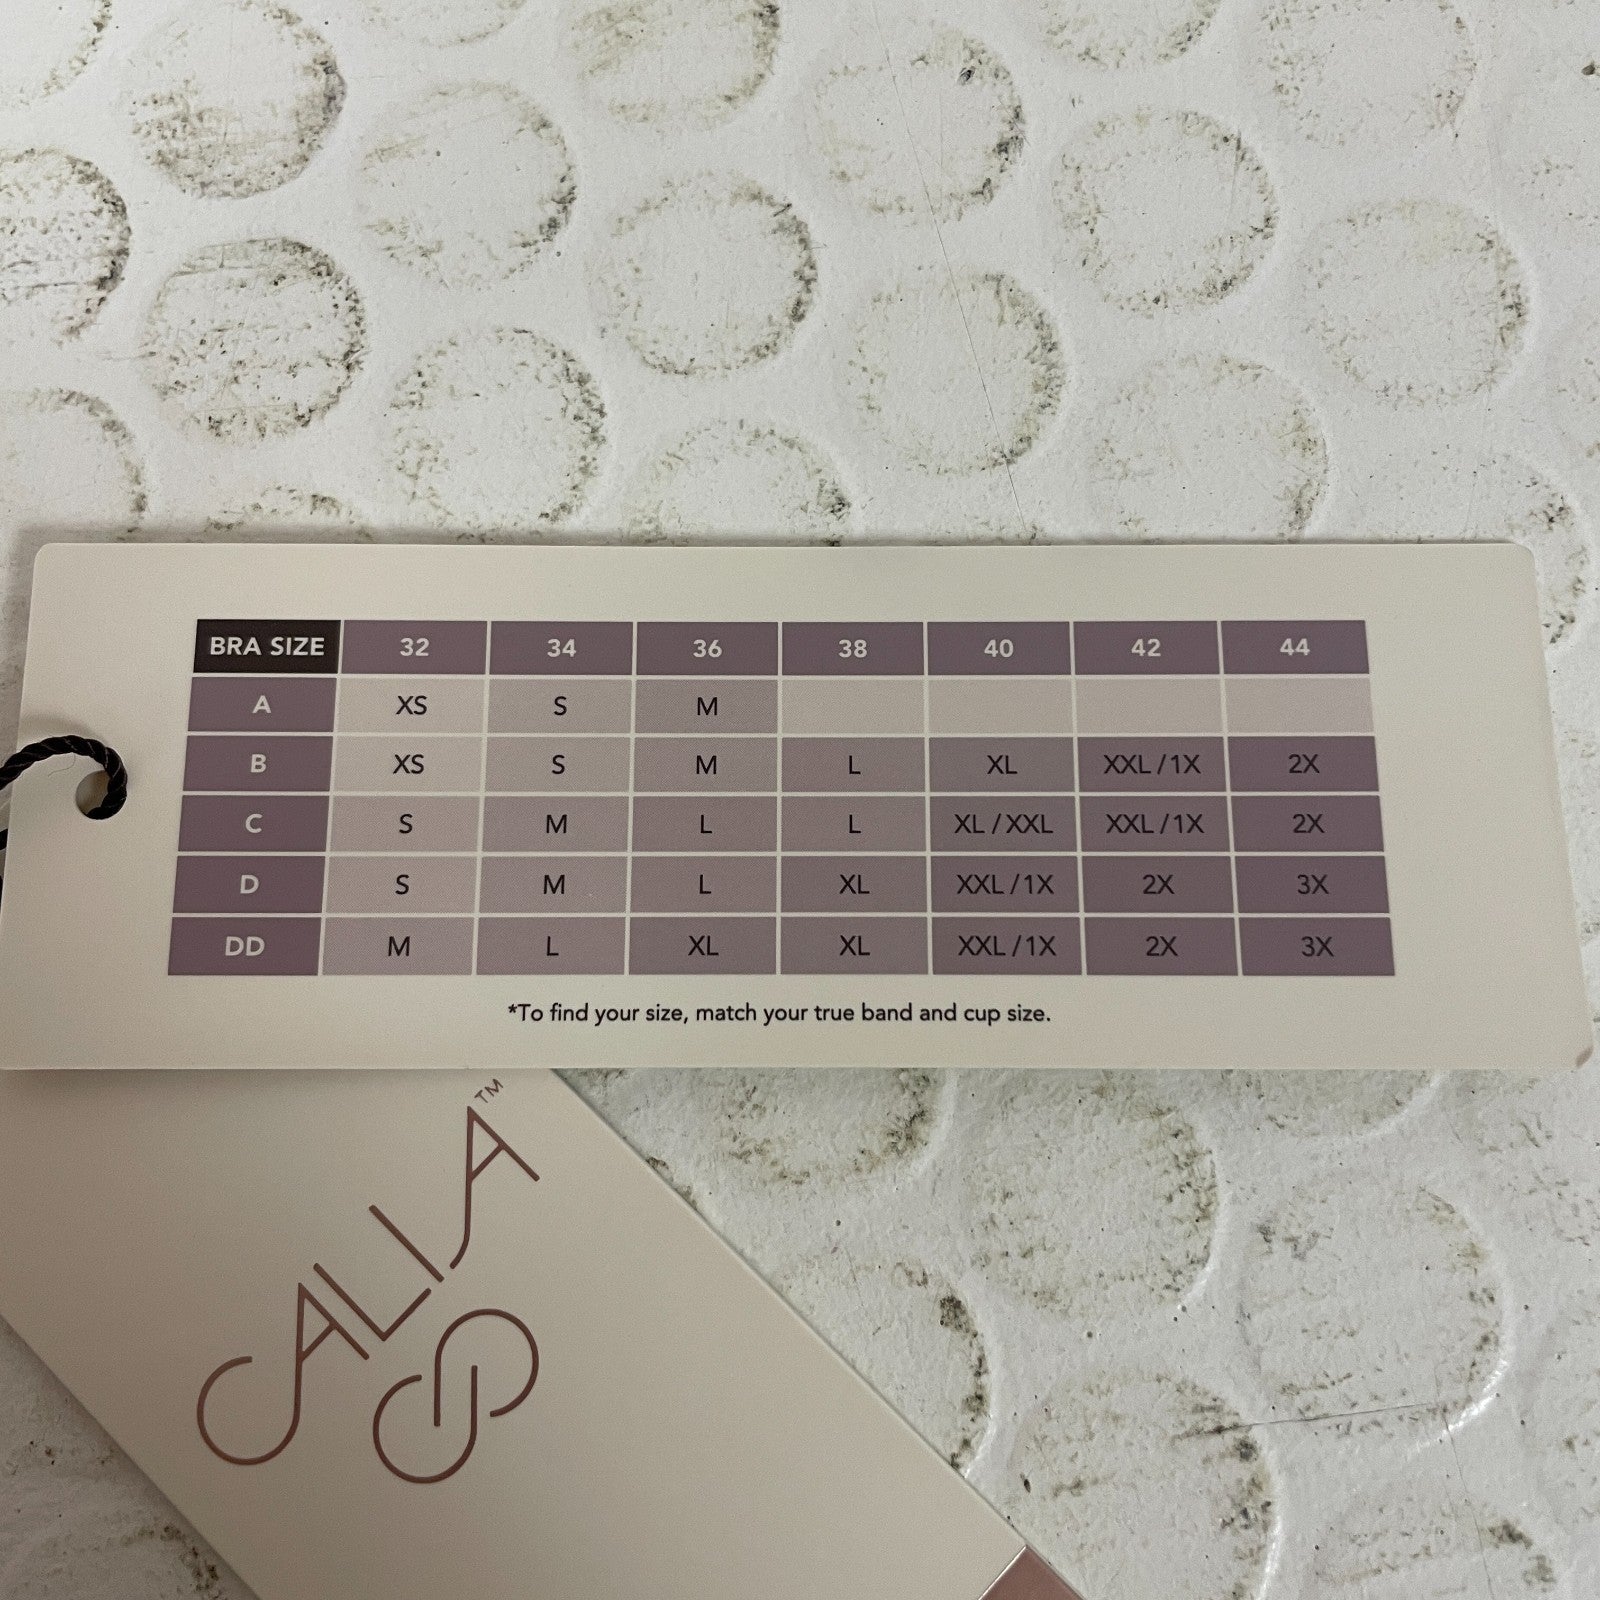 BRA SIZE 32 34 36 38 40 42 44
A XS S M
B XS S M L XL XXL / 1X 2X
C S M L L XL / XXL XXL / 1X 2X
D S M L XL XXL / 1X 2X 3X
DD M L XL XL XXL / 1X 2X 3X
*To find your size, match your true band and cup size.
CALIA™